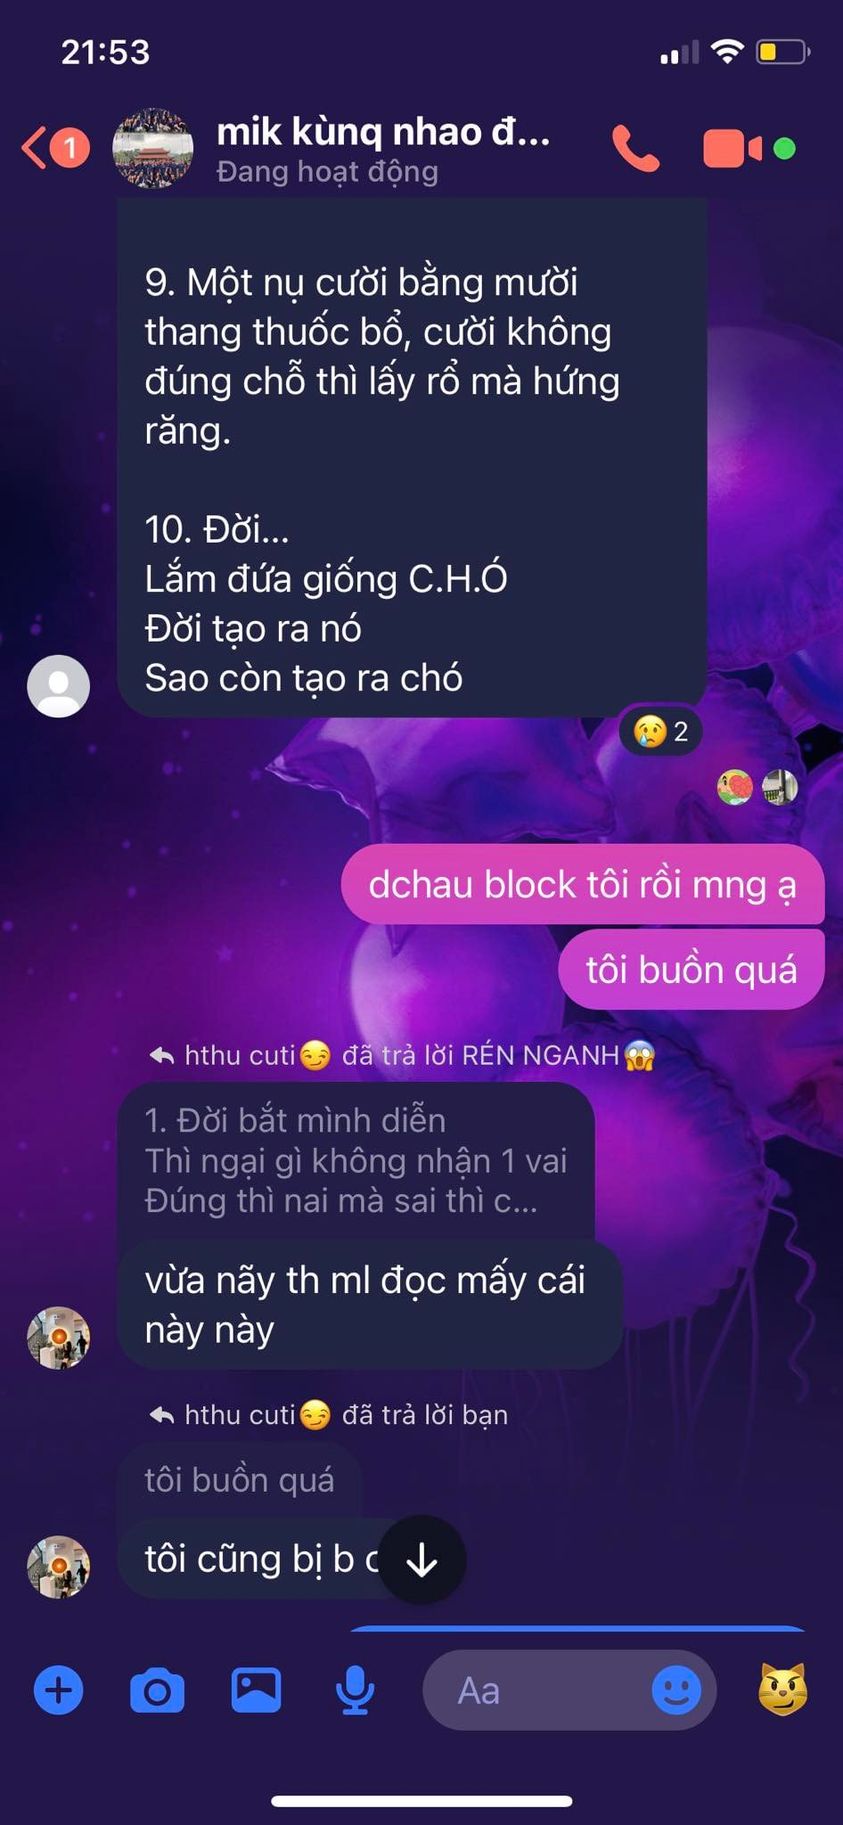 21:53
1
mik kùnq nhao đ...
Đang hoạt động
9. Một nụ cười bằng mười
thang thuốc bổ, cười không
đúng chỗ thì lấy rổ mà hứng
răng.
10. Đời...
Lắm đứa giống C.H.Ó
Đời tạo ra nó
Sao còn tạo ra chó
😢 2
dchau block tôi rồi mng ạ
tôi buồn quá
hthu cuti😏 đã trả lời RÉN NGANH😱
1. Đời bắt mình diễn
Thì ngại gì không nhận 1 vai
Đúng thì nai mà sai thì c...
vừa nãy th ml đọc mấy cái
này này
hthu cuti😏 đã trả lời bạn
tôi buồn quá
tôi cũng bị b
Aa